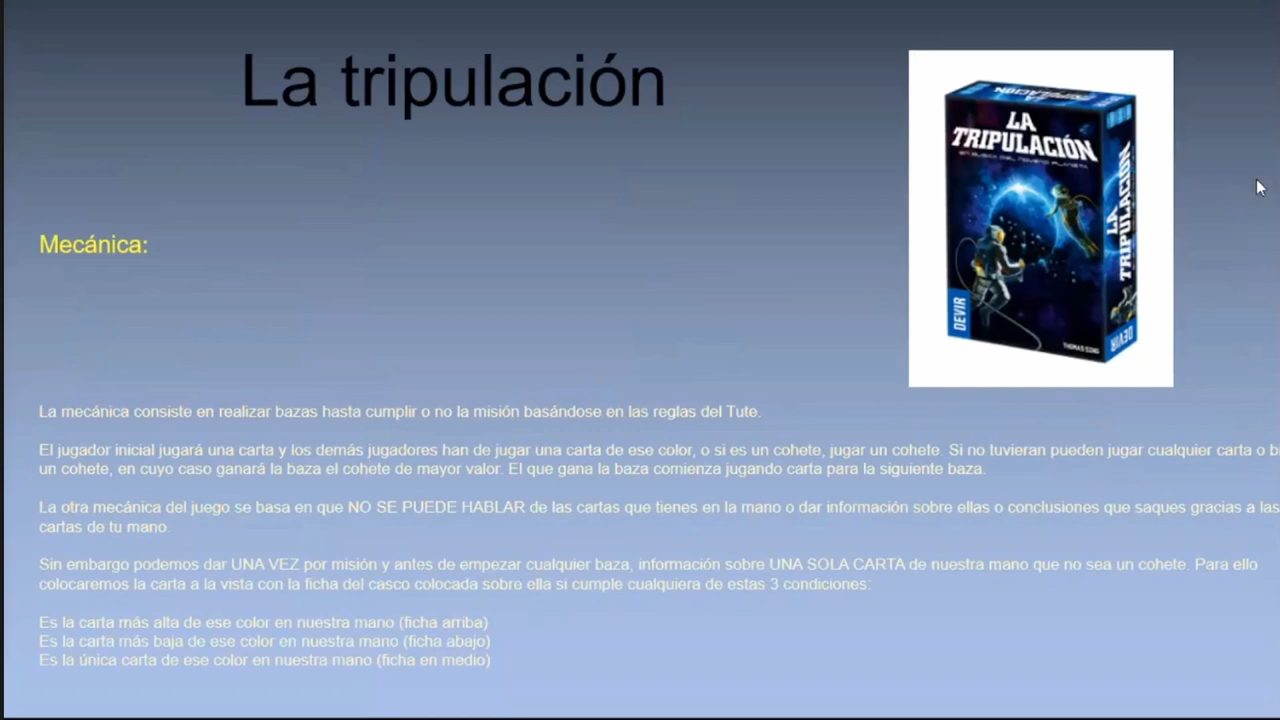 La tripulación
LA
TRIPULACIÓN
LA
TRIPULACIÓN
EN BUSCA DEL NOVENO PLANETA
LA
TRIPULACIÓN
DEVIR
THOMAS SING
DEVIR
Mecánica:
La mecánica consiste en realizar bazas hasta cumplir o no la misión basándose en las reglas del Tute.
El jugador inicial jugará una carta y los demás jugadores han de jugar una carta de ese color, o si es un cohete, jugar un cohete. Si no tuvieran pueden jugar cualquier carta o
un cohete, en cuyo caso ganará la baza el cohete de mayor valor. El que gana la baza comienza jugando carta para la siguiente baza.
La otra mecánica del juego se basa en que NO SE PUEDE HABLAR de las cartas que tienes en la mano o dar información sobre ellas o conclusiones que saques gracias a las
cartas de tu mano.
Sin embargo podemos dar UNA VEZ por misión y antes de empezar cualquier baza, información sobre UNA SOLA CARTA de nuestra mano que no sea un cohete. Para ello
colocaremos la carta a la vista con la ficha del casco colocada sobre ella si cumple cualquiera de estas 3 condiciones:
Es la carta más alta de ese color en nuestra mano (ficha arriba)
Es la carta más baja de ese color en nuestra mano (ficha abajo)
Es la única carta de ese color en nuestra mano (ficha en medio)